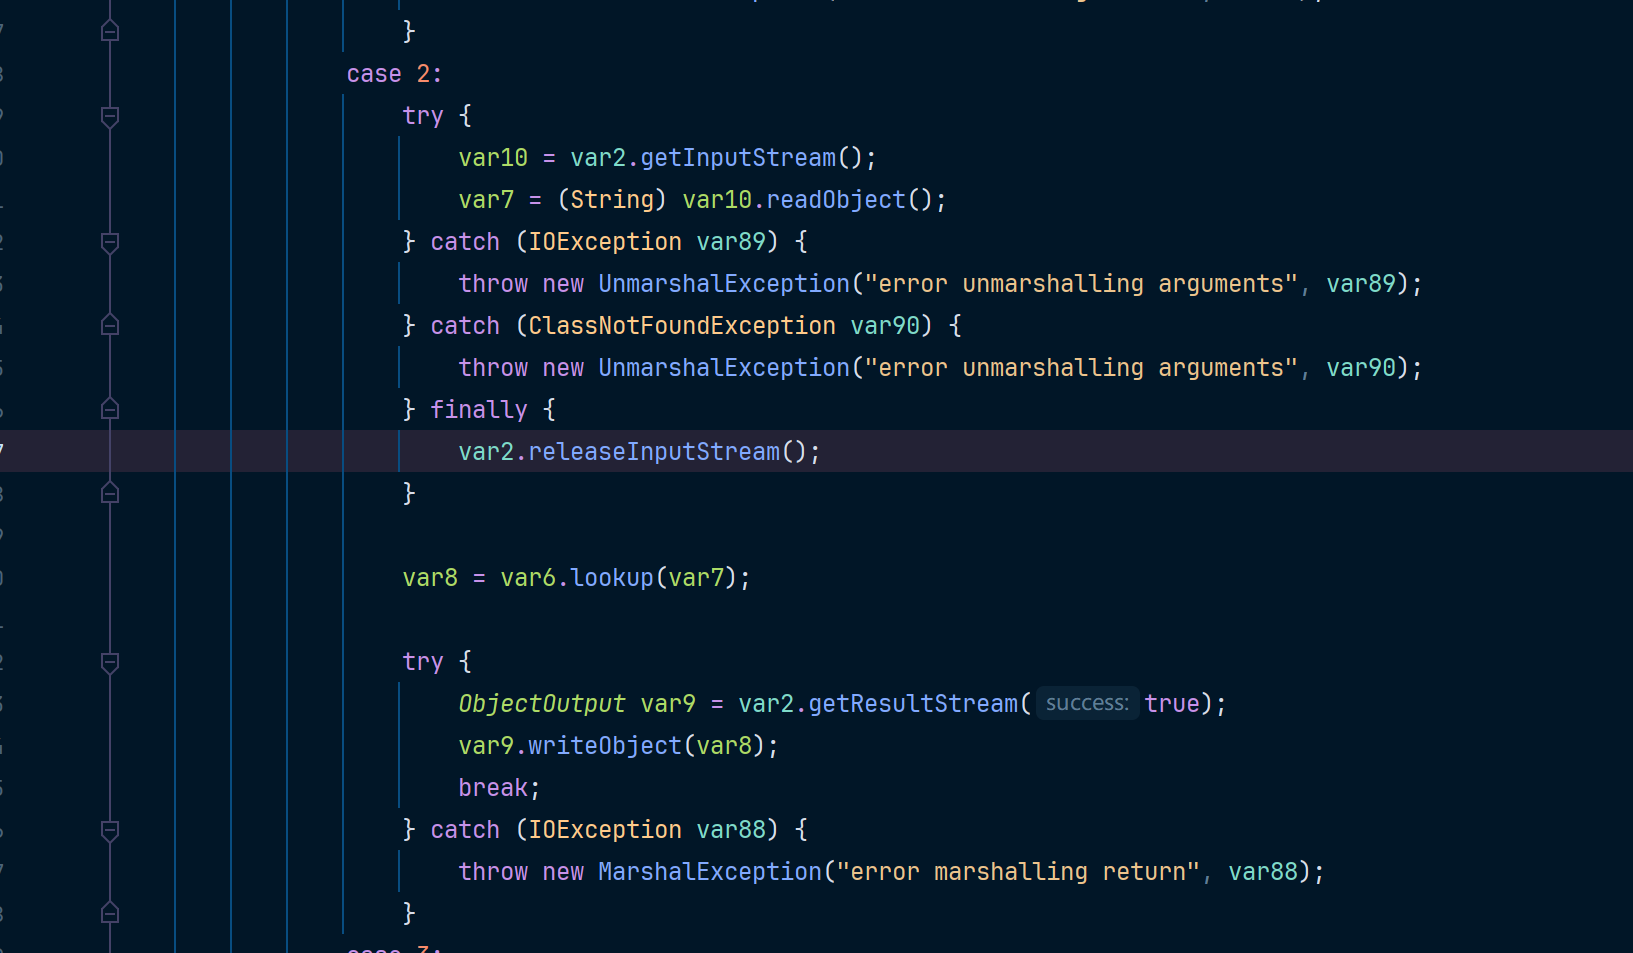 }
case 2:
try {
var10 = var2.getInputStream();
var7 = (String) var10.readObject();
} catch (IOException var89) {
throw new UnmarshalException("error unmarshalling arguments", var89);
} catch (ClassNotFoundException var90) {
throw new UnmarshalException("error unmarshalling arguments", var90);
} finally {
var2.releaseInputStream();
}
var8 = var6.lookup(var7);
try {
ObjectOutput var9 = var2.getResultStream( success: true);
var9.writeObject(var8);
break;
} catch (IOException var88) {
throw new MarshalException("error marshalling return", var88);
}
case 3: